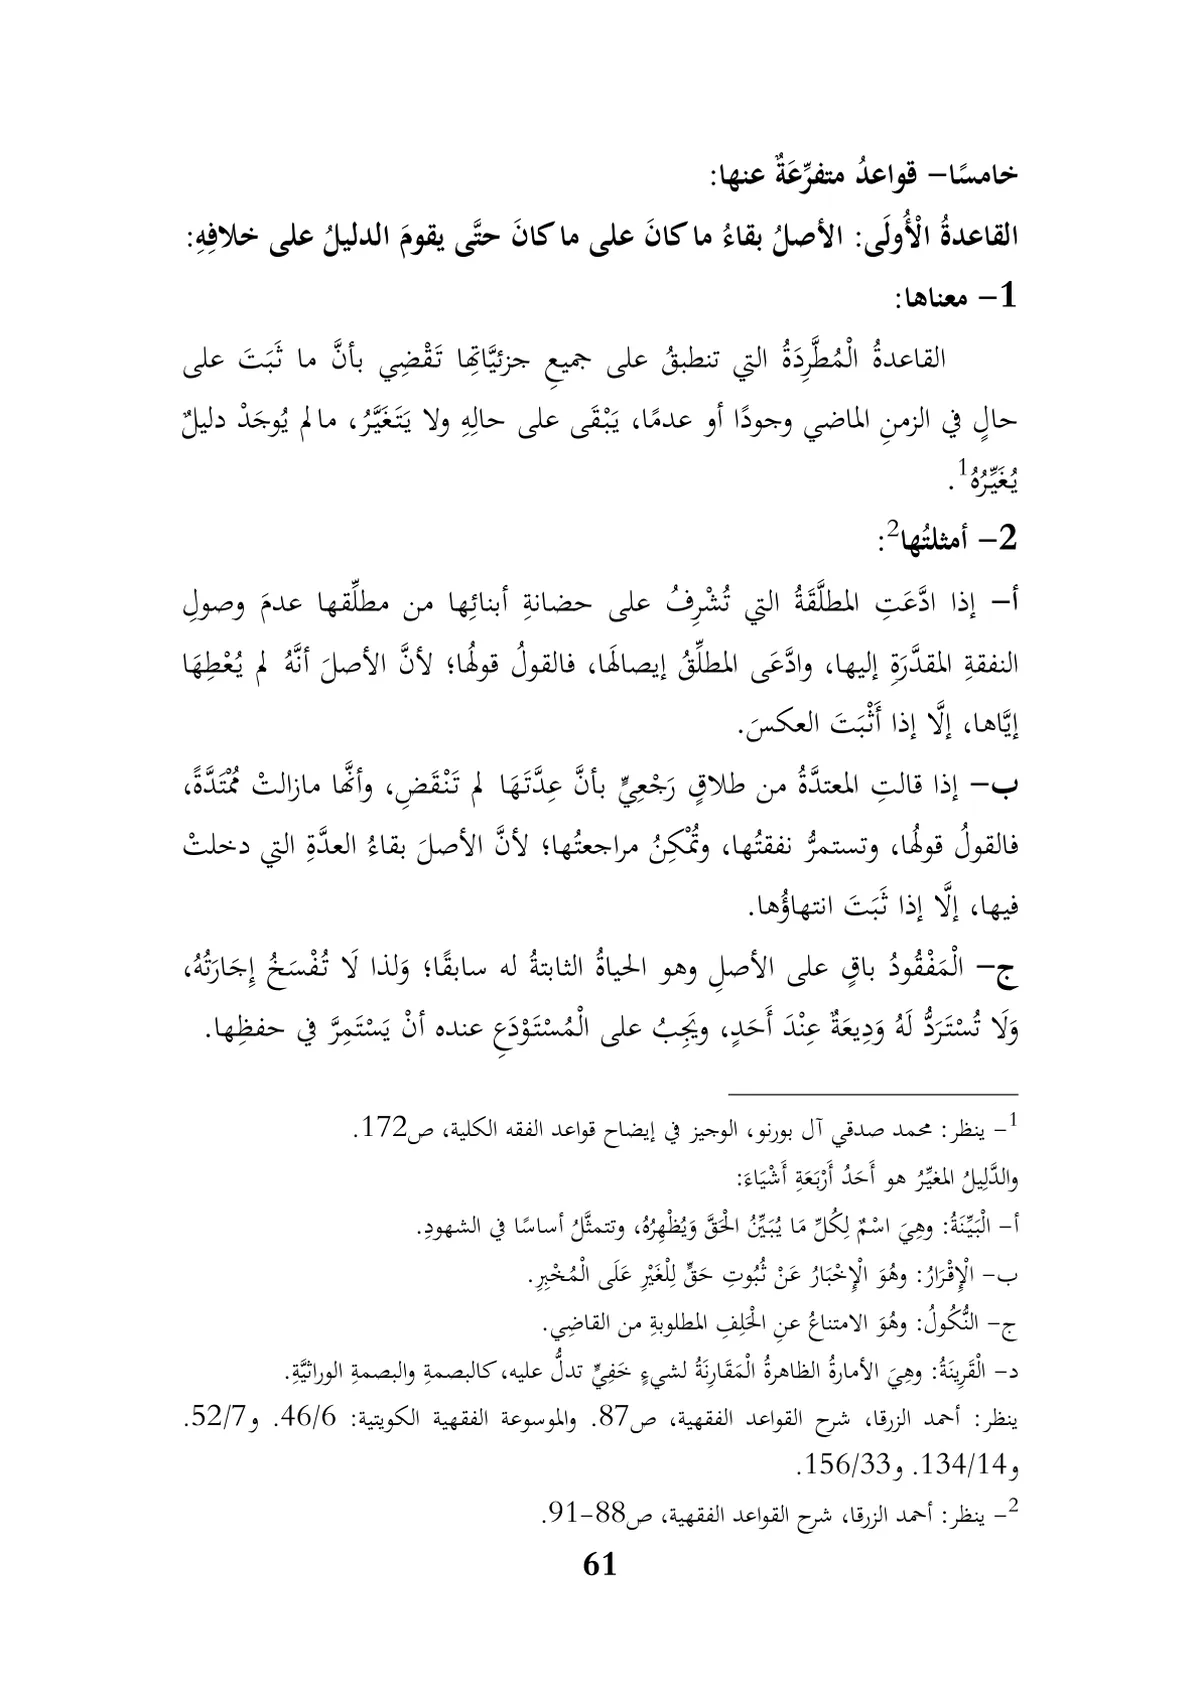 خامسًا- قواعدُ متفرِّعَةٌ عنها:
القاعدةُ الْأُولَى: الأصلُ بقاءُ ما كانَ على ما كانَ حتَّى يقومَ الدليلُ على خلافِهِ:
1- معناها:
القاعدةُ الْمُطَّرِدَةُ التي تنطبقُ على جميعِ جزئيَّاتِها تَقْضِي بأنَّ ما ثَبَتَ على
حالٍ في الزمنِ الماضي وجودًا أو عدمًا، يَبْقَى على حالِهِ ولا يَتَغَيَّرُ، ما لم يُوجَدْ دليلٌ
يُغَيِّرُهُ1.
2- أمثلتُها2:
أ- إذا ادَّعَتِ المطلَّقَةُ التي تُشْرِفُ على حضانةِ أبنائِها من مطلِّقها عدمَ وصولِ
النفقةِ المقدَّرَةِ إليها، وادَّعَى المطلِّقُ إيصالَها، فالقولُ قولُها؛ لأنَّ الأصلَ أنَّهُ لم يُعْطِهَا
إيَّاها، إلَّا إذا أَثْبَتَ العكسَ.
ب- إذا قالتِ المعتدَّةُ من طلاقٍ رَجْعِيٍّ بأنَّ عِدَّتَهَا لم تَنْقَضِ، وأنَّها مازالتْ مُمْتَدَّةً،
فالقولُ قولُها، وتستمرُّ نفقتُها، وتُمْكِنُ مراجعتُها؛ لأنَّ الأصلَ بقاءُ العدَّةِ التي دخلتْ
فيها، إلَّا إذا ثَبَتَ انتهاؤُها.
ج- الْمَفْقُودُ باقٍ على الأصلِ وهو الحياةُ الثابتةُ له سابقًا؛ وَلذا لَا تُفْسَخُ إِجَارَتُهُ،
وَلَا تُسْتَرَدُّ لَهُ وَدِيعَةٌ عِنْدَ أَحَدٍ، ويَجِبُ على الْمُسْتَوْدَعِ عنده أنْ يَسْتَمِرَّ في حفظِها.
1- ينظر: محمد صدقي آل بورنو، الوجيز في إيضاح قواعد الفقه الكلية، ص172.
والدَّلِيلُ المغيِّرُ هو أَحَدُ أَرْبَعَةِ أَشْيَاءَ:
أ- الْبَيِّنَةُ: وهِيَ اسْمٌ لِكُلِّ مَا يُبَيِّنُ الْحَقَّ وَيُظْهِرُهُ، وتتمثَّلُ أساسًا في الشهودِ.
ب- الْإِقْرَارُ: وهُوَ الْإِخْبَارُ عَنْ ثُبُوتِ حَقٍّ لِلْغَيْرِ عَلَى الْمُخْبِرِ.
ج- النُّكُولُ: وهُوَ الامتناعُ عنِ الْحَلِفِ المطلوبةِ من القاضِي.
د- الْقَرِينَةُ: وهِيَ الأمارةُ الظاهرةُ الْمَقَارِنَةُ لشيءٍ خَفِيٍّ تدلُّ عليه، كالبصمةِ والبصمةِ الوراثيَّةِ.
ينظر: أحمد الزرقا، شرح القواعد الفقهية، ص87. والموسوعة الفقهية الكويتية: 46/6. و52/7.
و134/14. و156/33.
2- ينظر: أحمد الزرقا، شرح القواعد الفقهية، ص88-91.
61